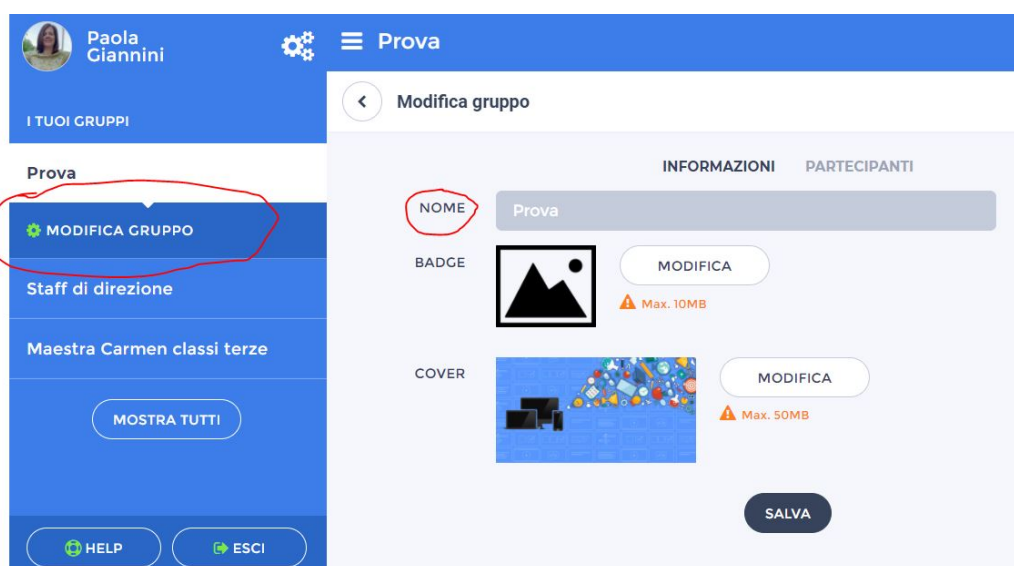 Paola
Giannini
I TUOI GRUPPI
Prova
MODIFICA GRUPPO
Staff di direzione
Maestra Carmen classi terze
MOSTRA TUTTI
HELP
ESCI
Prova
Modifica gruppo
INFORMAZIONI PARTECIPANTI
NOME Prova
BADGE MODIFICA
Max. 10MB
COVER MODIFICA
Max. 50MB
SALVA